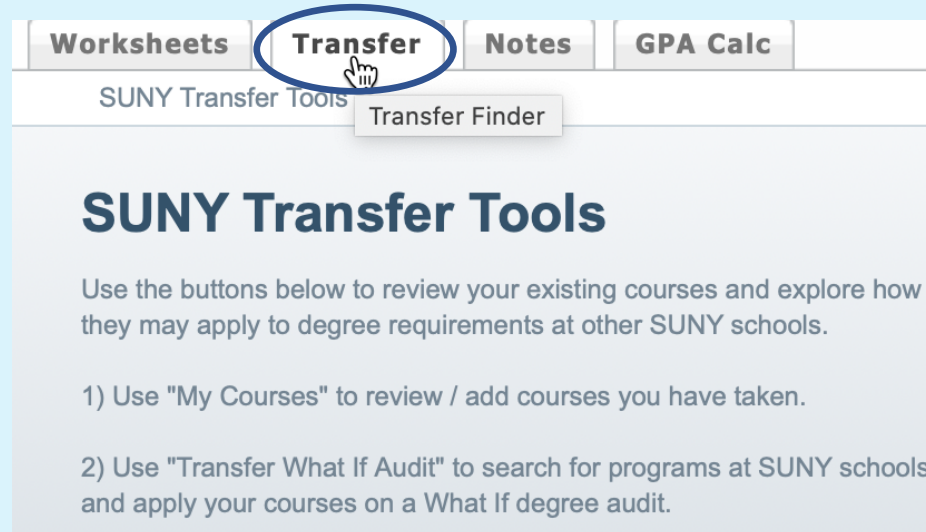 Worksheets Transfer Notes GPA Calc
SUNY Transfer Tools
Transfer Finder
SUNY Transfer Tools
Use the buttons below to review your existing courses and explore how
they may apply to degree requirements at other SUNY schools.
1) Use "My Courses" to review / add courses you have taken.
2) Use "Transfer What If Audit" to search for programs at SUNY schools
and apply your courses on a What If degree audit.